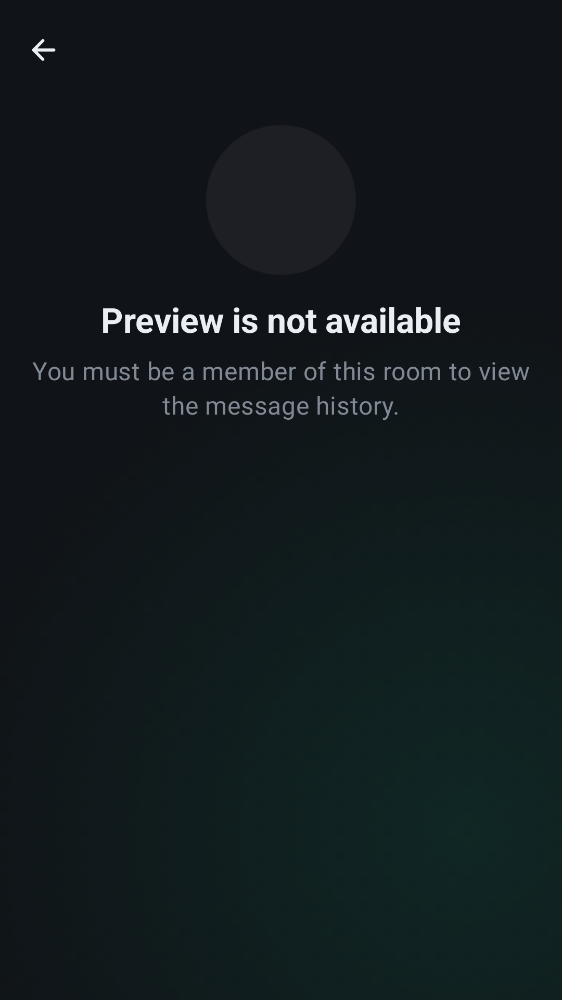 Preview is not available
You must be a member of this room to view
the message history.